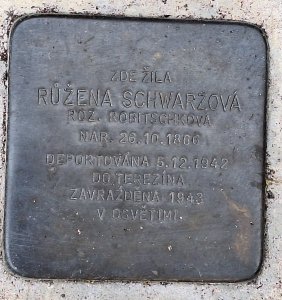 ZDE ŽILA
RŮŽENA SCHWARZOVÁ
ROZ. ROBITSCHKOVÁ
NAR. 26.10.1866
DEPORTOVÁNA 5.12.1942
DO TEREZÍNA
ZAVRAŽDĚNA 1943
V OSVĚTIMI